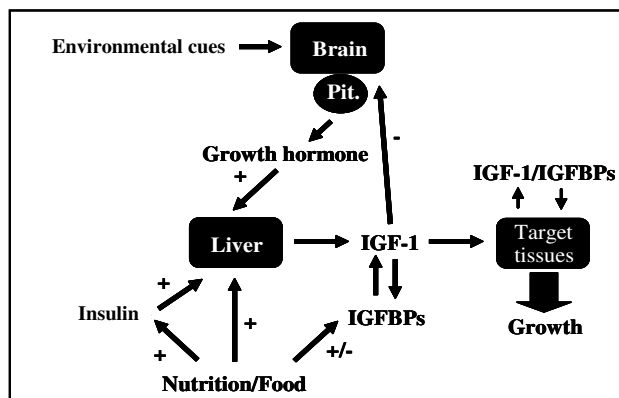 Environmental cues
Brain
Pit.
-
Growth hormone
+
IGF-1/IGFBPs
Liver
IGF-1
Target
tissues
+
Insulin
+
IGFBPs
+
+/-
Growth
Nutrition/Food